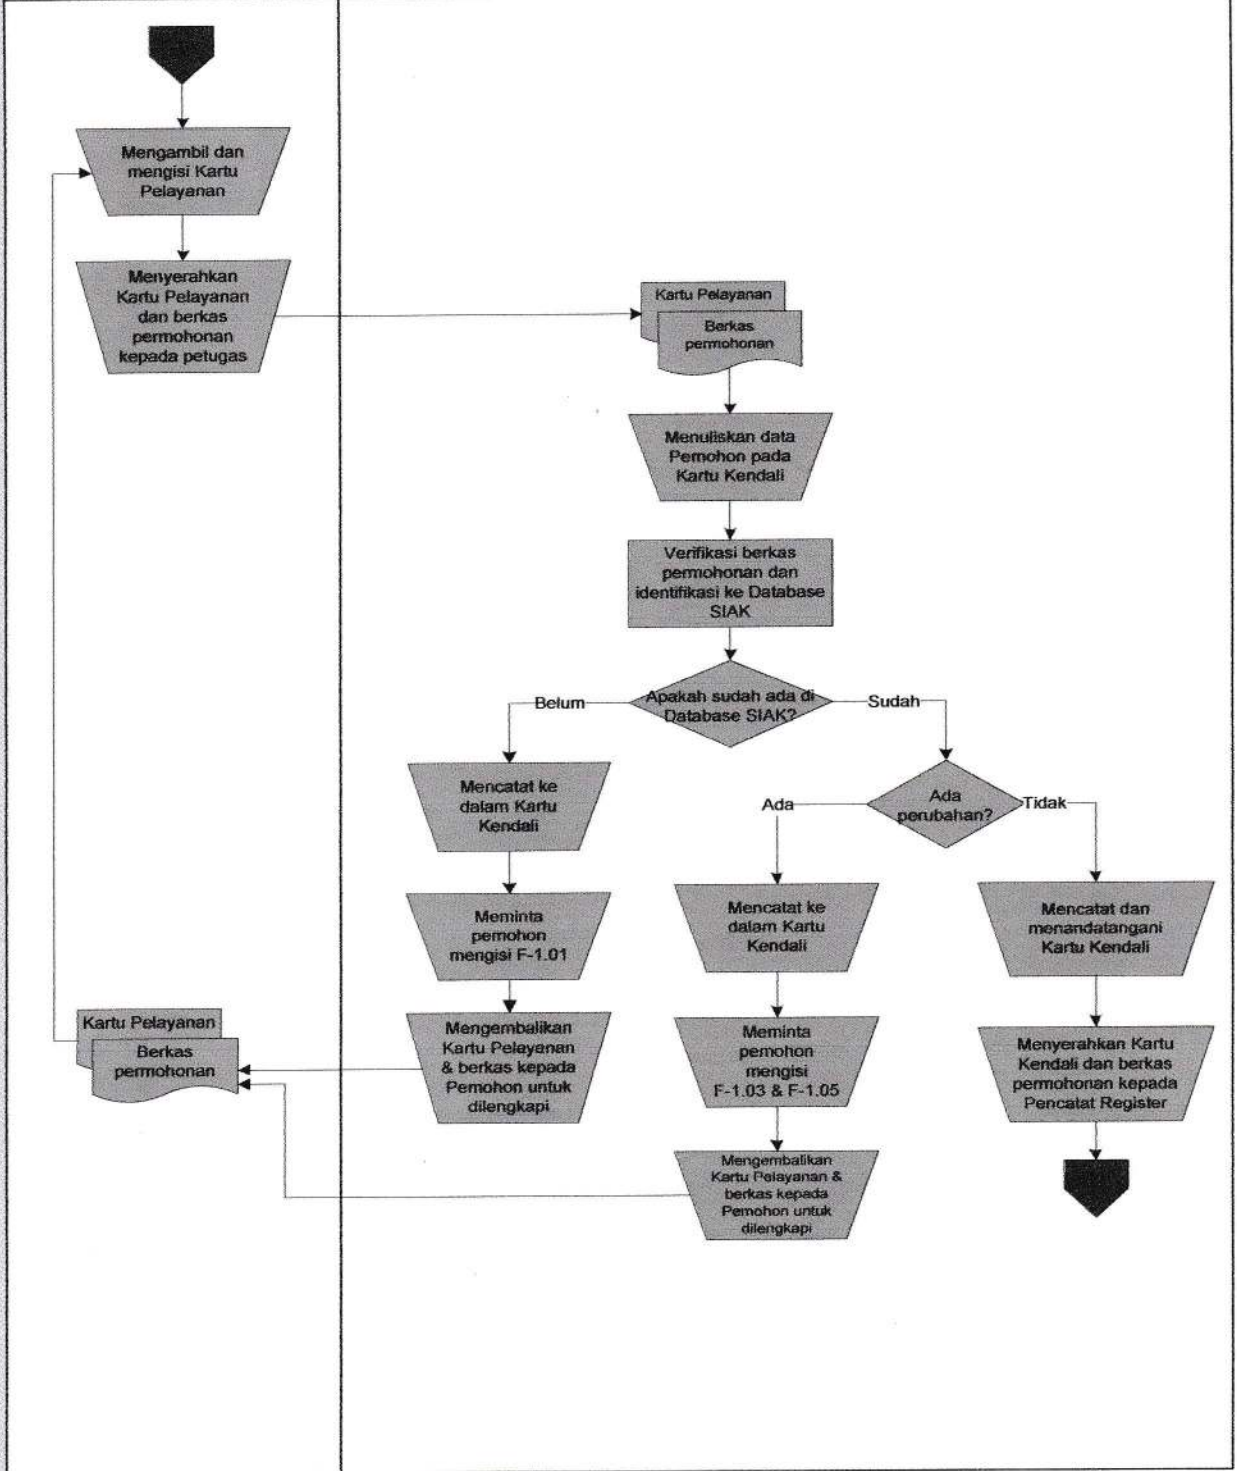 Mengambil dan
mengisi Kartu
Pelayanan
Menyerahkan
Kartu Pelayanan
dan berkas
permohonan
kepada petugas
Kartu Pelayanan
Berkas
permohonan
Menuliskan data
Pemohon pada
Kartu Kendali
Verifikasi berkas
permohonan dan
identifikasi ke Database
SIAK
Apakah sudah ada di
Database SIAK?
Belum
Sudah
Mencatat ke
dalam Kartu
Kendali
Meminta
pemohon
mengisi F-1.01
Mengembalikan
Kartu Pelayanan
& berkas kepada
Pemohon untuk
dilengkapi
Ada
perubahan?
Ada
Tidak
Mencatat ke
dalam Kartu
Kendali
Meminta
pemohon
mengisi
F-1.03 & F-1.05
Mengembalikan
Kartu Pelayanan &
berkas kepada
Pemohon untuk
dilengkapi
Mencatat dan
menandatangani
Kartu Kendali
Menyerahkan Kartu
Kendali dan berkas
permohonan kepada
Pencatat Register
Kartu Pelayanan
Berkas
permohonan